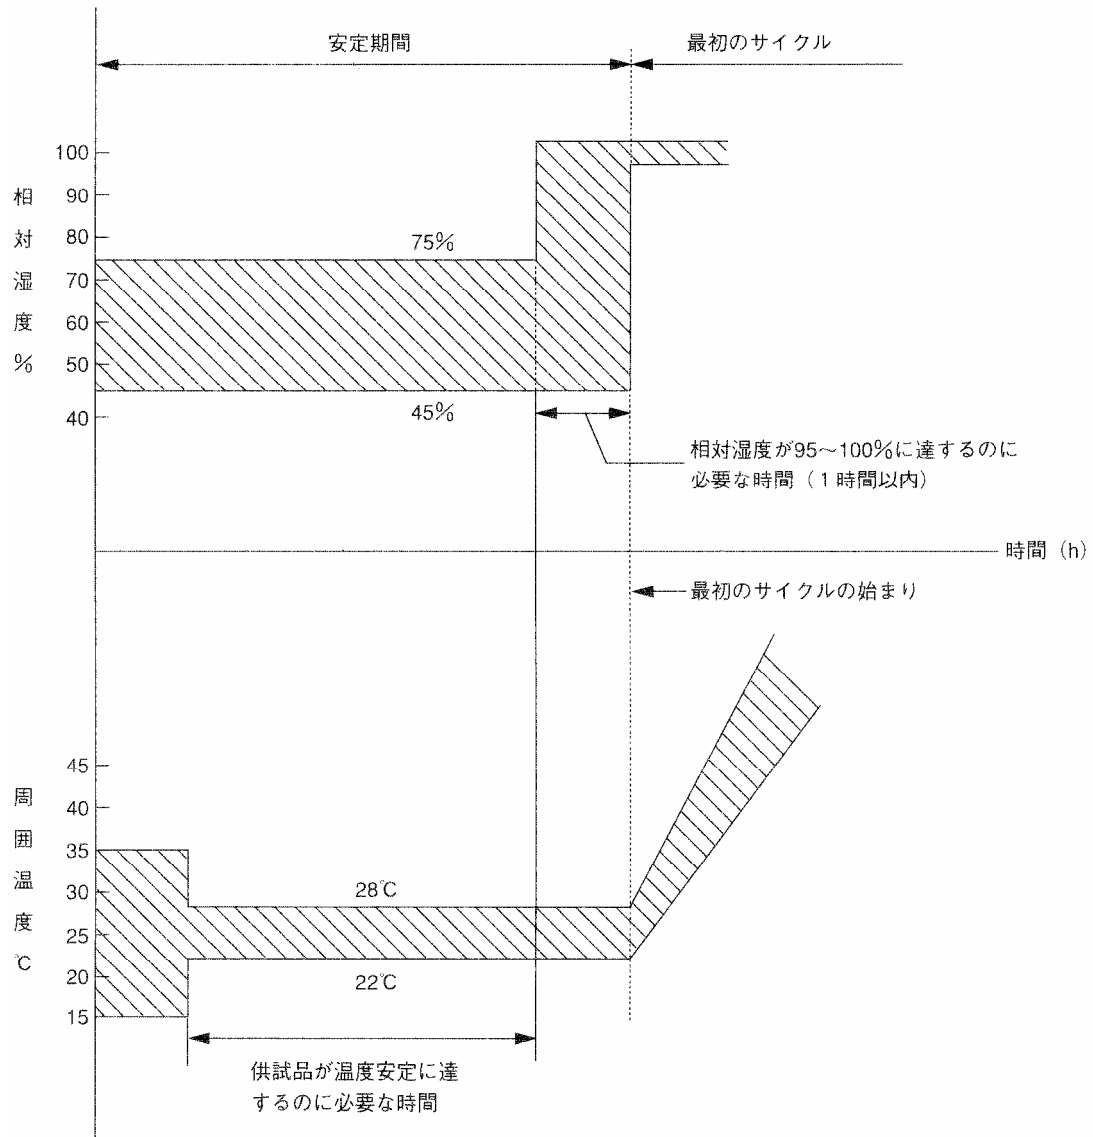 安定期間
最初のサイクル
100
90
80
70
60
50
40
相対湿度%
75%
45%
相対湿度が95～100%に達するのに
必要な時間（1時間以内）
時間（h）
最初のサイクルの始まり
45
40
35
30
25
20
15
周囲温度℃
28℃
22℃
供試品が温度安定に達
するのに必要な時間